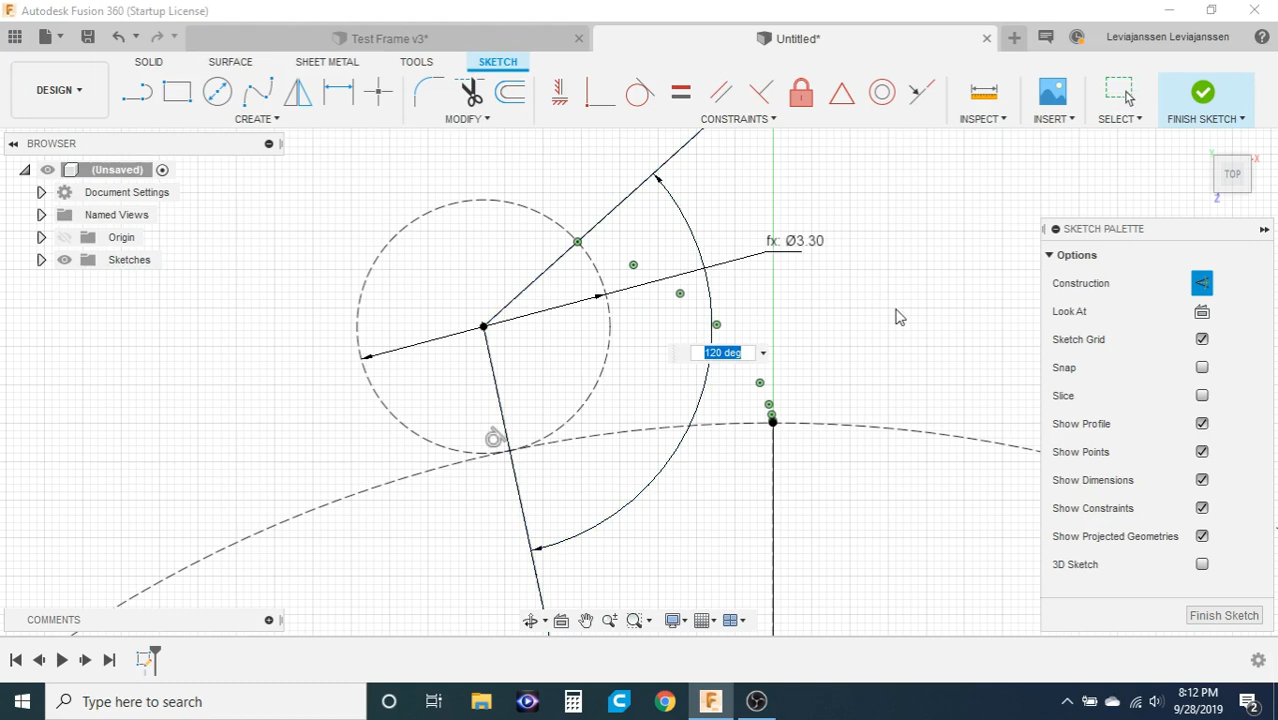 Autodesk Fusion 360 (Startup License)
Test Frame v3*
Untitled*
Leviajanssen Leviajanssen
SOLID
SURFACE
SHEET METAL
TOOLS
SKETCH
DESIGN
CREATE
MODIFY
CONSTRAINTS
INSPECT
INSERT
SELECT
FINISH SKETCH
BROWSER
(Unsaved)
Document Settings
Named Views
Origin
Sketches
TOP
X
Y
Z
fx: Ø3.30
120 deg
SKETCH PALETTE
Options
Construction
Look At
Sketch Grid
Snap
Slice
Show Profile
Show Points
Show Dimensions
Show Constraints
Show Projected Geometries
3D Sketch
Finish Sketch
COMMENTS
Type here to search
8:12 PM
9/28/2019
2